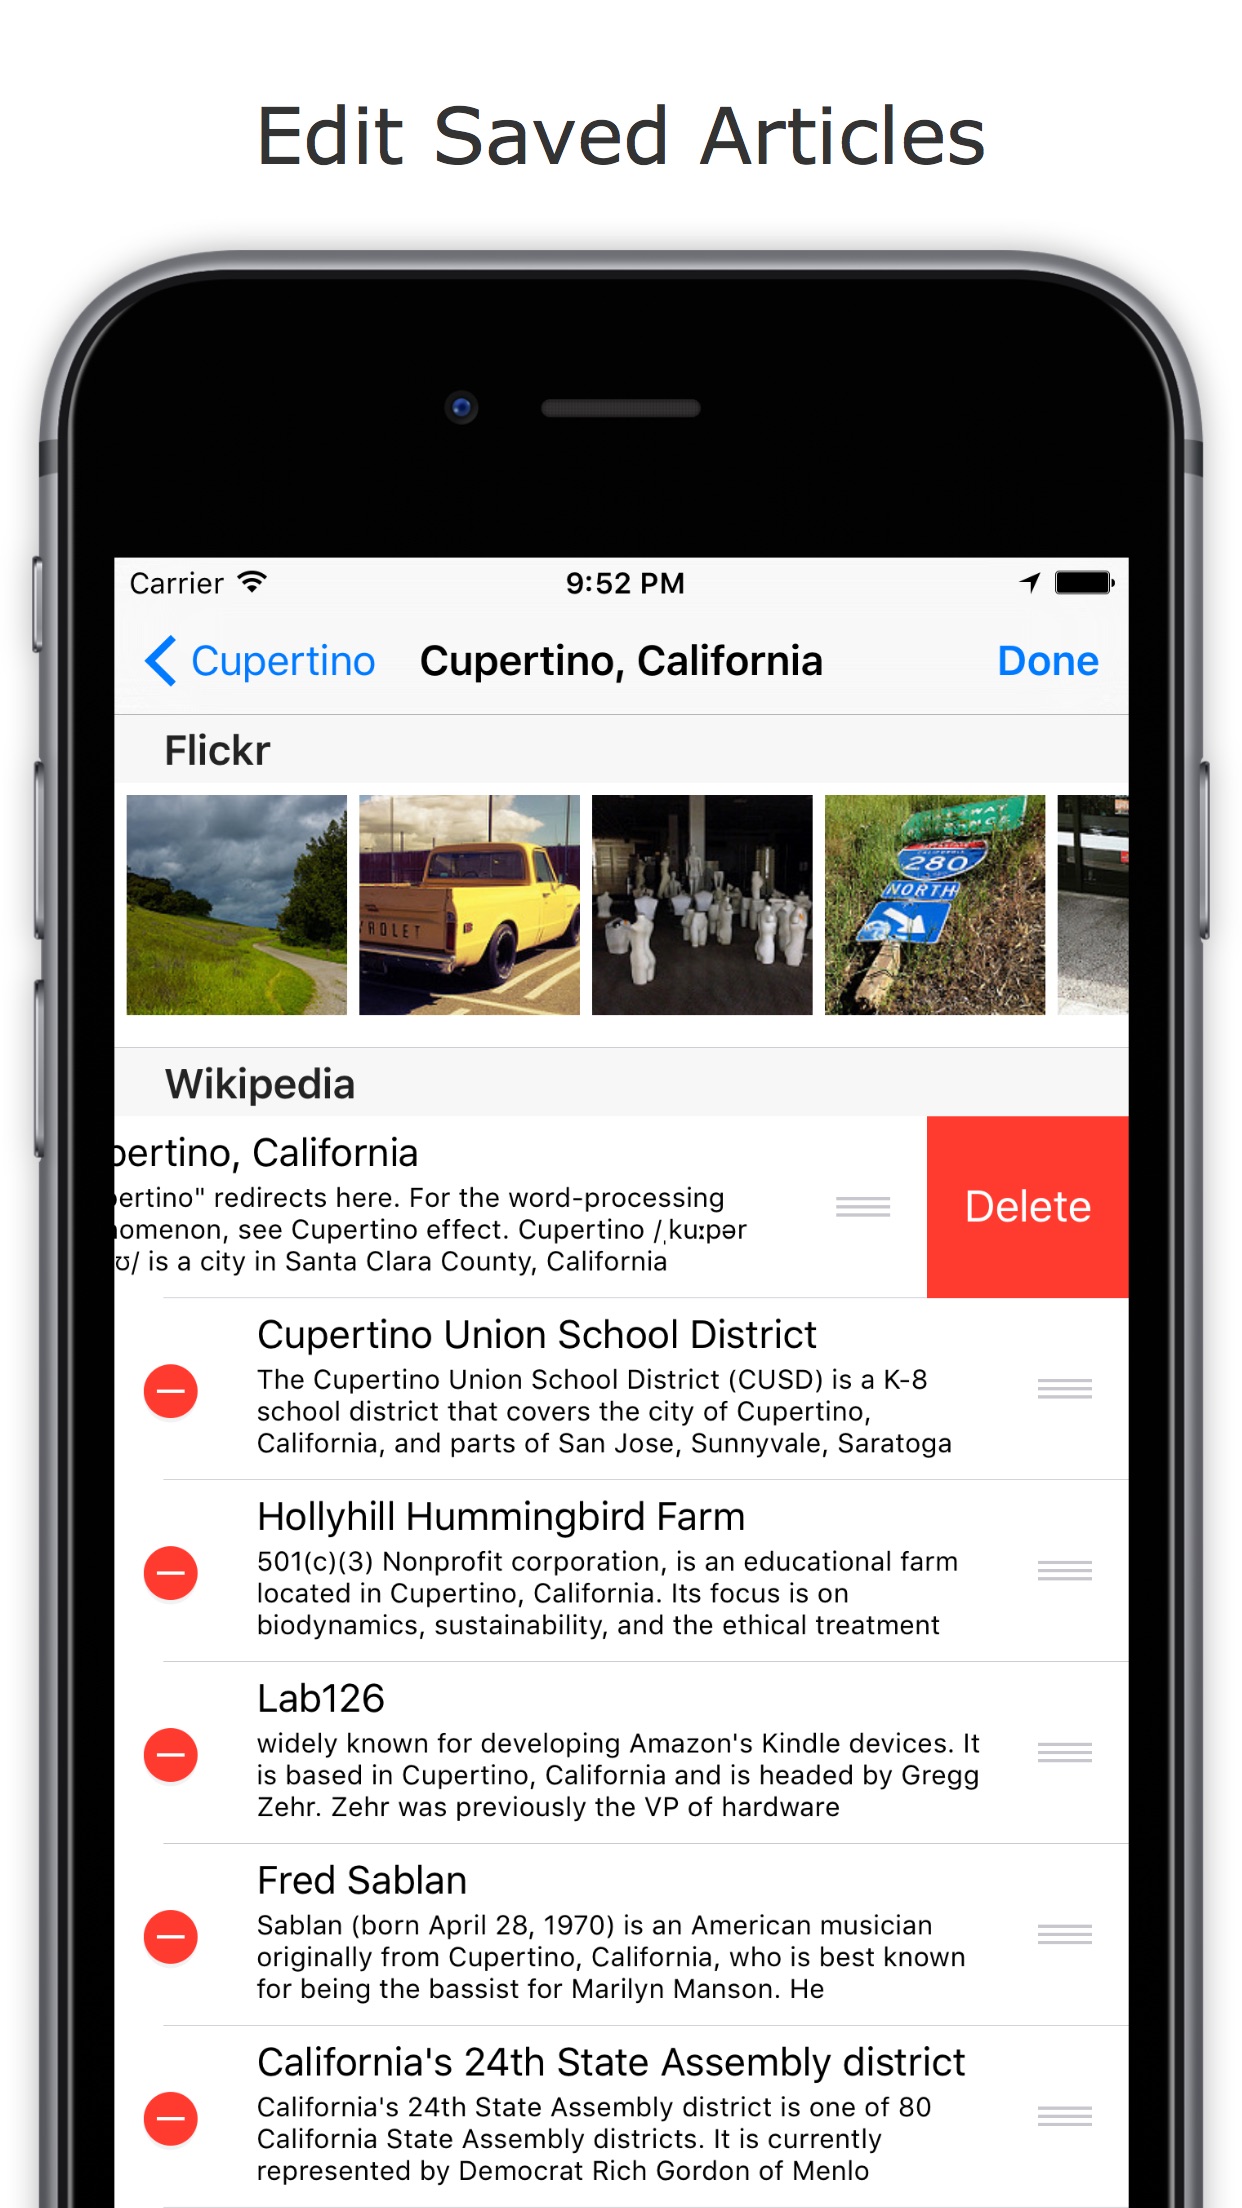 Edit Saved Articles
Carrier 9:52 PM
Cupertino Cupertino, California Done
Flickr
ROLET
280
NORTH
Wikipedia
pertino, California
pertino" redirects here. For the word-processing
nomenon, see Cupertino effect. Cupertino /ˌkuːpər
ʊ/ is a city in Santa Clara County, California
Delete
Cupertino Union School District
The Cupertino Union School District (CUSD) is a K-8
school district that covers the city of Cupertino,
California, and parts of San Jose, Sunnyvale, Saratoga
Hollyhill Hummingbird Farm
501(c)(3) Nonprofit corporation, is an educational farm
located in Cupertino, California. Its focus is on
biodynamics, sustainability, and the ethical treatment
Lab126
widely known for developing Amazon's Kindle devices. It
is based in Cupertino, California and is headed by Gregg
Zehr. Zehr was previously the VP of hardware
Fred Sablan
Sablan (born April 28, 1970) is an American musician
originally from Cupertino, California, who is best known
for being the bassist for Marilyn Manson. He
California's 24th State Assembly district
California's 24th State Assembly district is one of 80
California State Assembly districts. It is currently
represented by Democrat Rich Gordon of Menlo